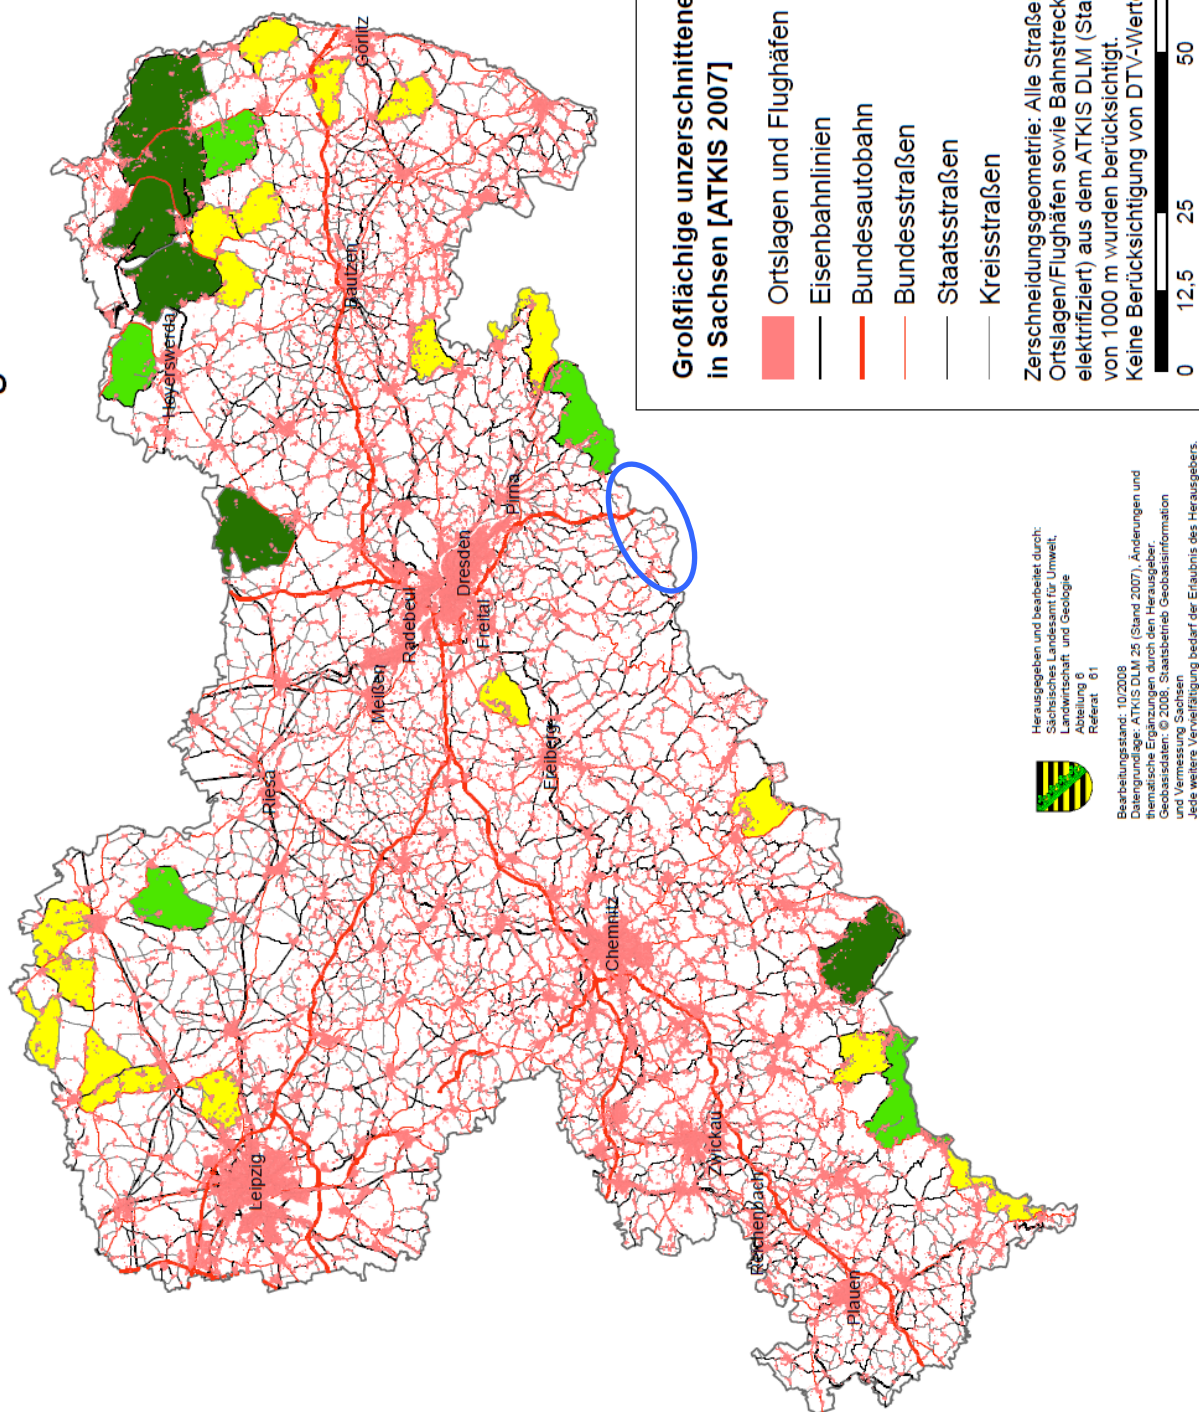 Görlitz
Bautzen
Hoyerswerda
Pirna
Dresden
Radebeul
Freital
Meißen
Riesa
Freiberg
Chemnitz
Leipzig
Zwickau
Reichenbach
Plauen
Großflächige unzerschnittene
in Sachsen [ATKIS 2007]
Ortslagen und Flughäfen
Eisenbahnlinien
Bundesautobahn
Bundesstraßen
Staatsstraßen
Kreisstraßen
Zerschneidungsgeometrie: Alle Straße
Ortslagen/Flughäfen sowie Bahnstreck
elektrifiziert) aus dem ATKIS DLM (Sta
von 1000 m wurden berücksichtigt.
Keine Berücksichtigung von DTV-Werte
0 12,5 25 50
Herausgegeben und bearbeitet durch:
Sächsisches Landesamt für Umwelt,
Landwirtschaft und Geologie
Abteilung 6
Referat 61
Bearbeitungsstand: 10/2008
Datengrundlage: ATKIS DLM 25 (Stand 2007), Änderungen und
thematische Ergänzungen durch den Herausgeber.
Geobasisdaten: © 2008, Staatsbetrieb Geobasisinformation
und Vermessung Sachsen
Jede weitere Vervielfältigung bedarf der Erlaubnis des Herausgebers.